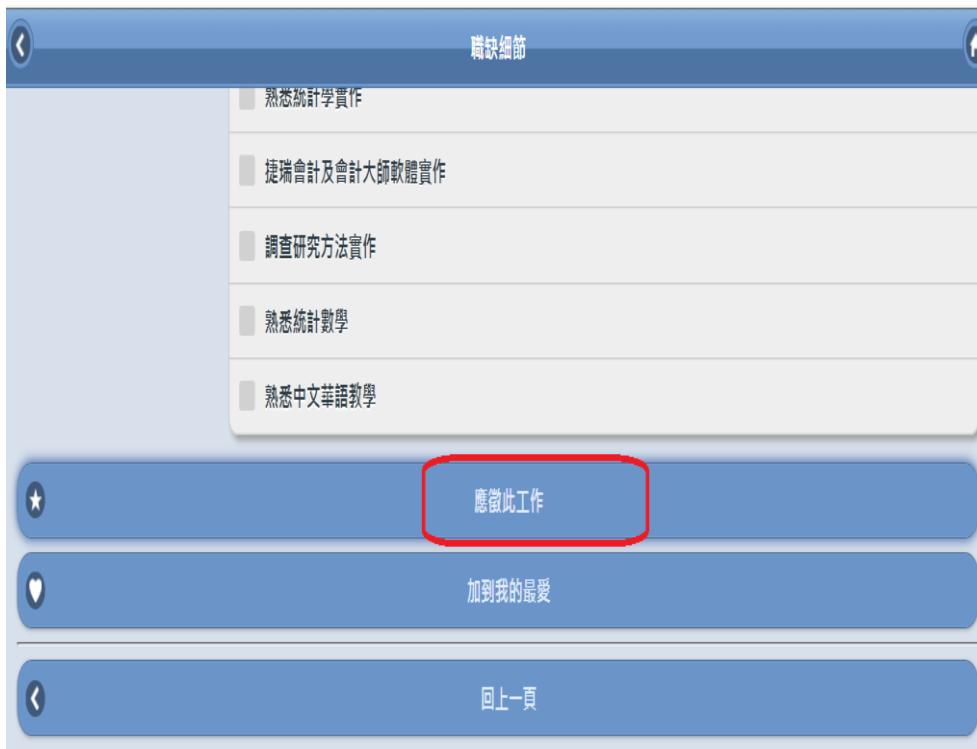 職缺細節
熟悉統計學實作
捷瑞會計及會計大師軟體實作
調查研究方法實作
熟悉統計數學
熟悉中文華語教學
應徵此工作
加到我的最愛
回上一頁